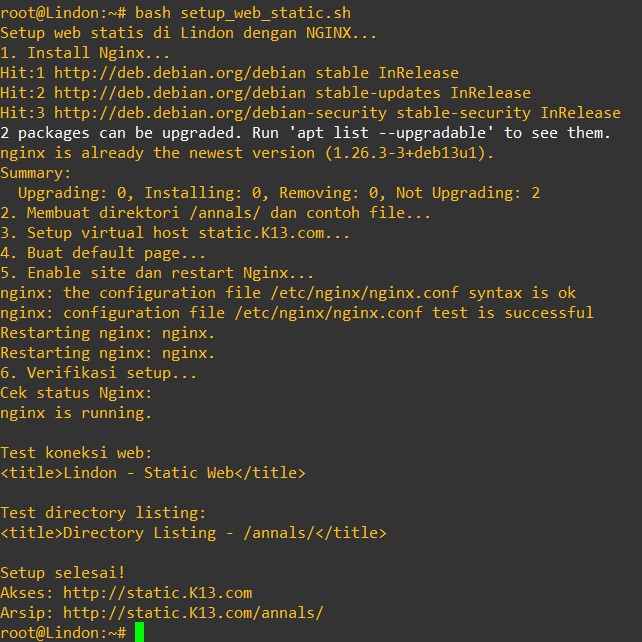 root@Lindon:~# bash setup_web_static.sh
Setup web statis di Lindon dengan NGINX...
1. Install Nginx...
Hit:1 http://deb.debian.org/debian stable InRelease
Hit:2 http://deb.debian.org/debian stable-updates InRelease
Hit:3 http://deb.debian.org/debian-security stable-security InRelease
2 packages can be upgraded. Run 'apt list --upgradable' to see them.
nginx is already the newest version (1.26.3-3+deb13u1).
Summary:
  Upgrading: 0, Installing: 0, Removing: 0, Not Upgrading: 2
2. Membuat direktori /annals/ dan contoh file...
3. Setup virtual host static.K13.com...
4. Buat default page...
5. Enable site dan restart Nginx...
nginx: the configuration file /etc/nginx/nginx.conf syntax is ok
nginx: configuration file /etc/nginx/nginx.conf test is successful
Restarting nginx: nginx.
Restarting nginx: nginx.
6. Verifikasi setup...
Cek status Nginx:
nginx is running.

Test koneksi web:
<title>Lindon - Static Web</title>

Test directory listing:
<title>Directory Listing - /annals/</title>

Setup selesai!
Akses: http://static.K13.com
Arsip: http://static.K13.com/annals/
root@Lindon:~#